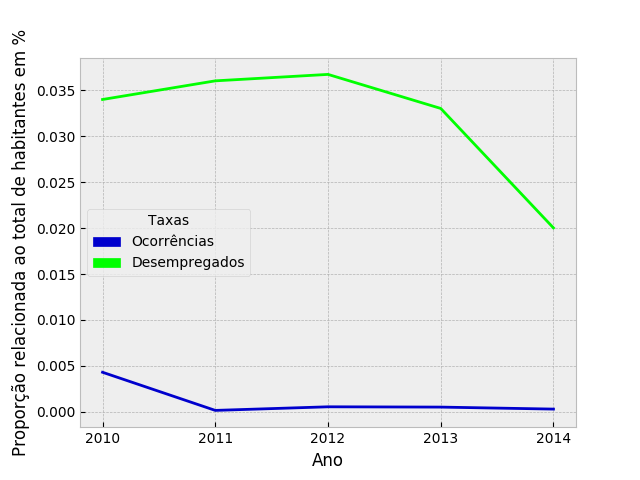 Proporção relacionada ao total de habitantes em %
0.035
0.030
0.025
0.020
0.015
0.010
0.005
0.000
Taxas
Ocorrências
Desempregados
2010 2011 2012 2013 2014
Ano